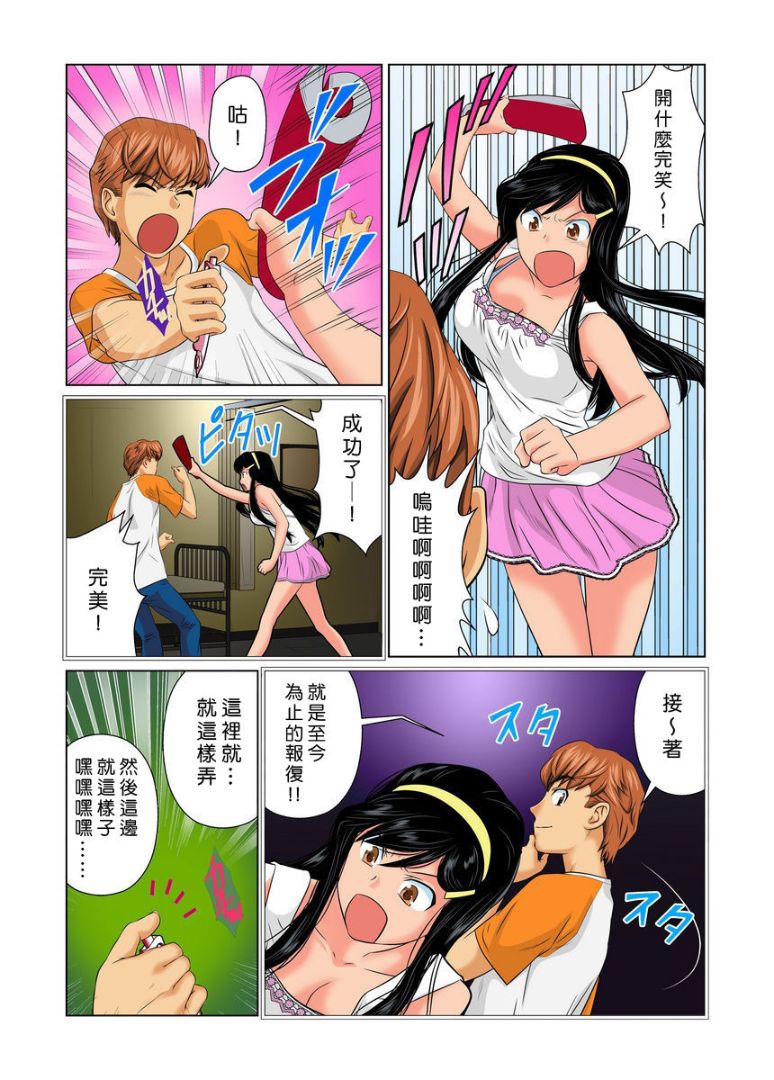 開什麼完笑～！
嗚哇啊啊啊啊…
咕！
ブォッ
カチッ
成功了—！
ピタッ
完美！
接～著
スタ
スタ
就是至今
為止的報復!!
這裡就…
就這樣弄
然後這邊
就這樣子
嘿嘿嘿嘿……